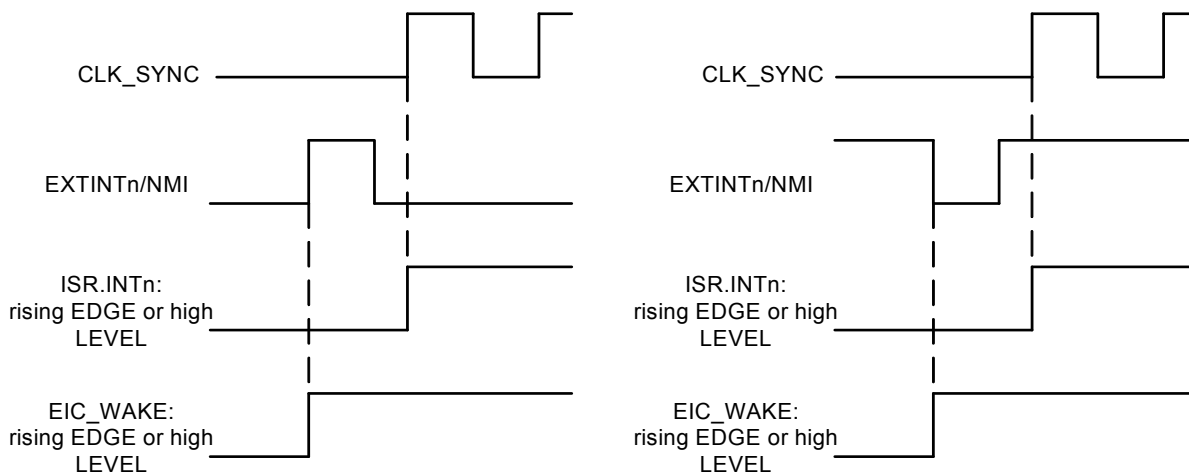 CLK_SYNC
EXTINTn/NMI
ISR.INTn:
rising EDGE or high
LEVEL
EIC_WAKE:
rising EDGE or high
LEVEL
CLK_SYNC
EXTINTn/NMI
ISR.INTn:
rising EDGE or high
LEVEL
EIC_WAKE:
rising EDGE or high
LEVEL